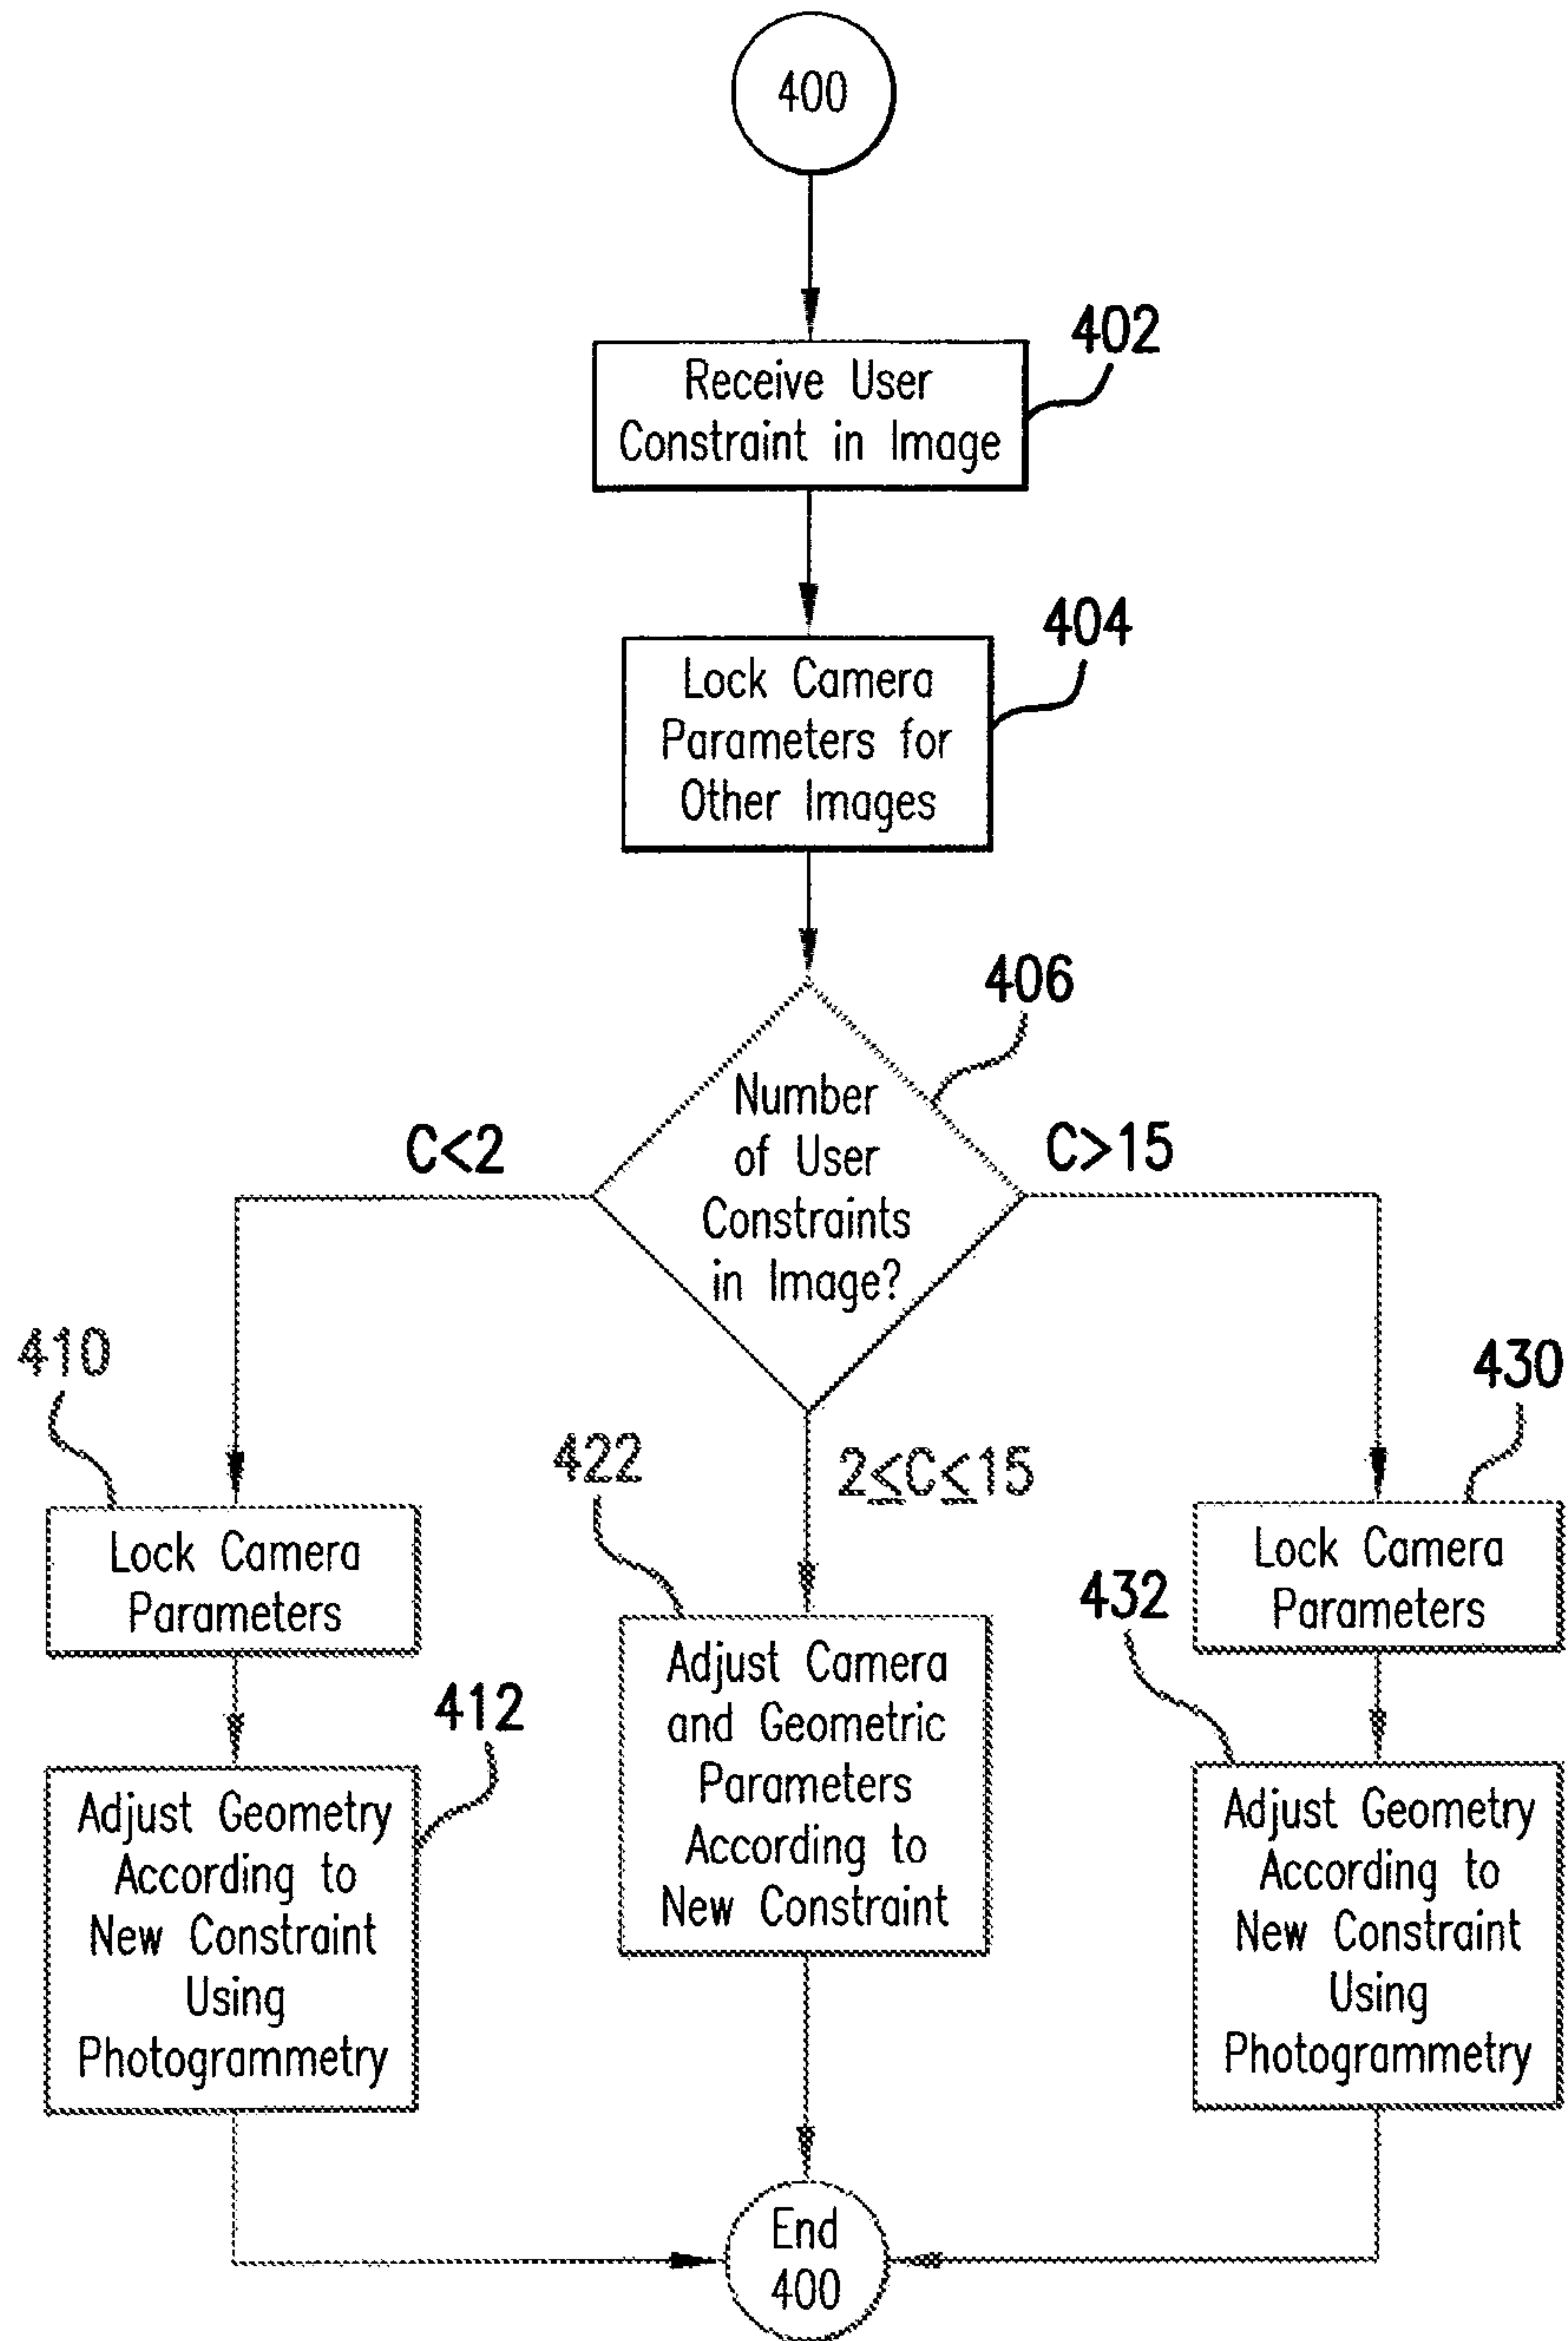 400
402
Receive User
Constraint in Image
404
Lock Camera
Parameters for
Other Images
406
Number
of User
Constraints
in Image?
C<2
C>15
410
430
422
2≤C≤15
Lock Camera
Parameters
Lock Camera
Parameters
432
412
Adjust Camera
and Geometric
Parameters
According to
New Constraint
Adjust Geometry
According to
New Constraint
Using
Photogrammetry
Adjust Geometry
According to
New Constraint
Using
Photogrammetry
End
400